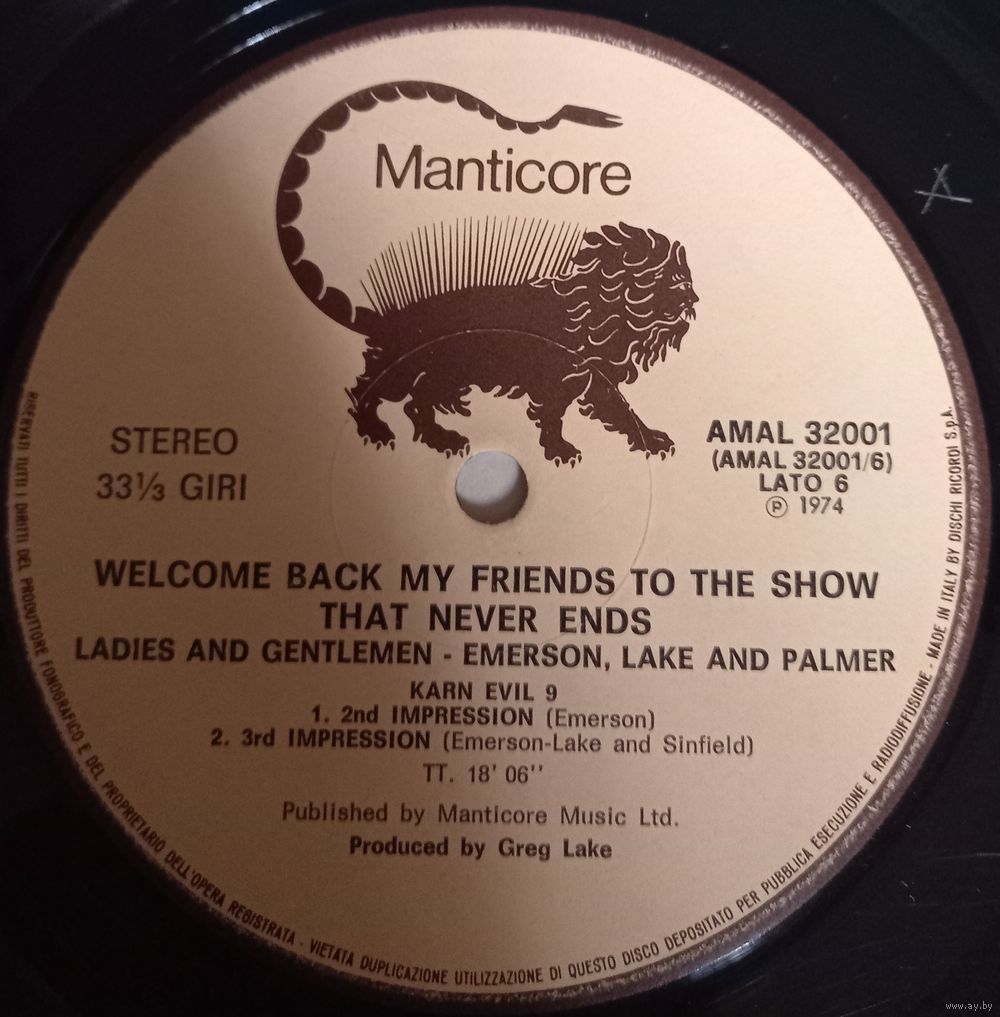 Manticore
STEREO
33⅓ GIRI
AMAL 32001
(AMAL 32001/6)
LATO 6
Ⓟ 1974
WELCOME BACK MY FRIENDS TO THE SHOW
THAT NEVER ENDS
LADIES AND GENTLEMEN - EMERSON, LAKE AND PALMER
KARN EVIL 9
1. 2nd IMPRESSION (Emerson)
2. 3rd IMPRESSION (Emerson-Lake and Sinfield)
TT. 18' 06''
Published by Manticore Music Ltd.
Produced by Greg Lake
RISERVATI TUTTI I DIRITTI DEL PRODUTTORE FONOGRAFICO E DEL PROPRIETARIO DELL'OPERA REGISTRATA - VIETATA DUPLICAZIONE UTILIZZAZIONE DI QUESTO DISCO DEPOSITATO PER PUBBLICA ESECUZIONE E RADIODIFFUSIONE - MADE IN ITALY BY DISCHI RICORDI S.p.A.
www.ay.by